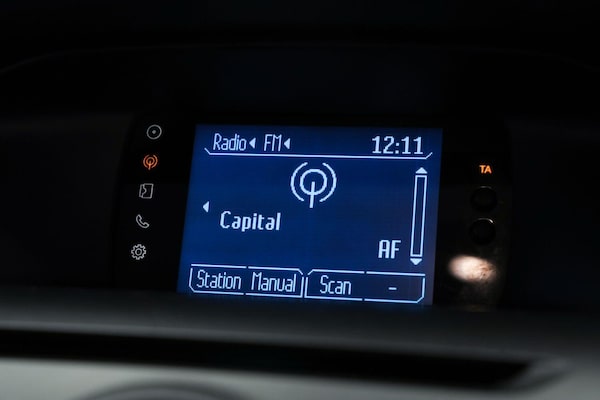 Radio FM 12:11
TA
Capital
AF
Station Manual Scan -